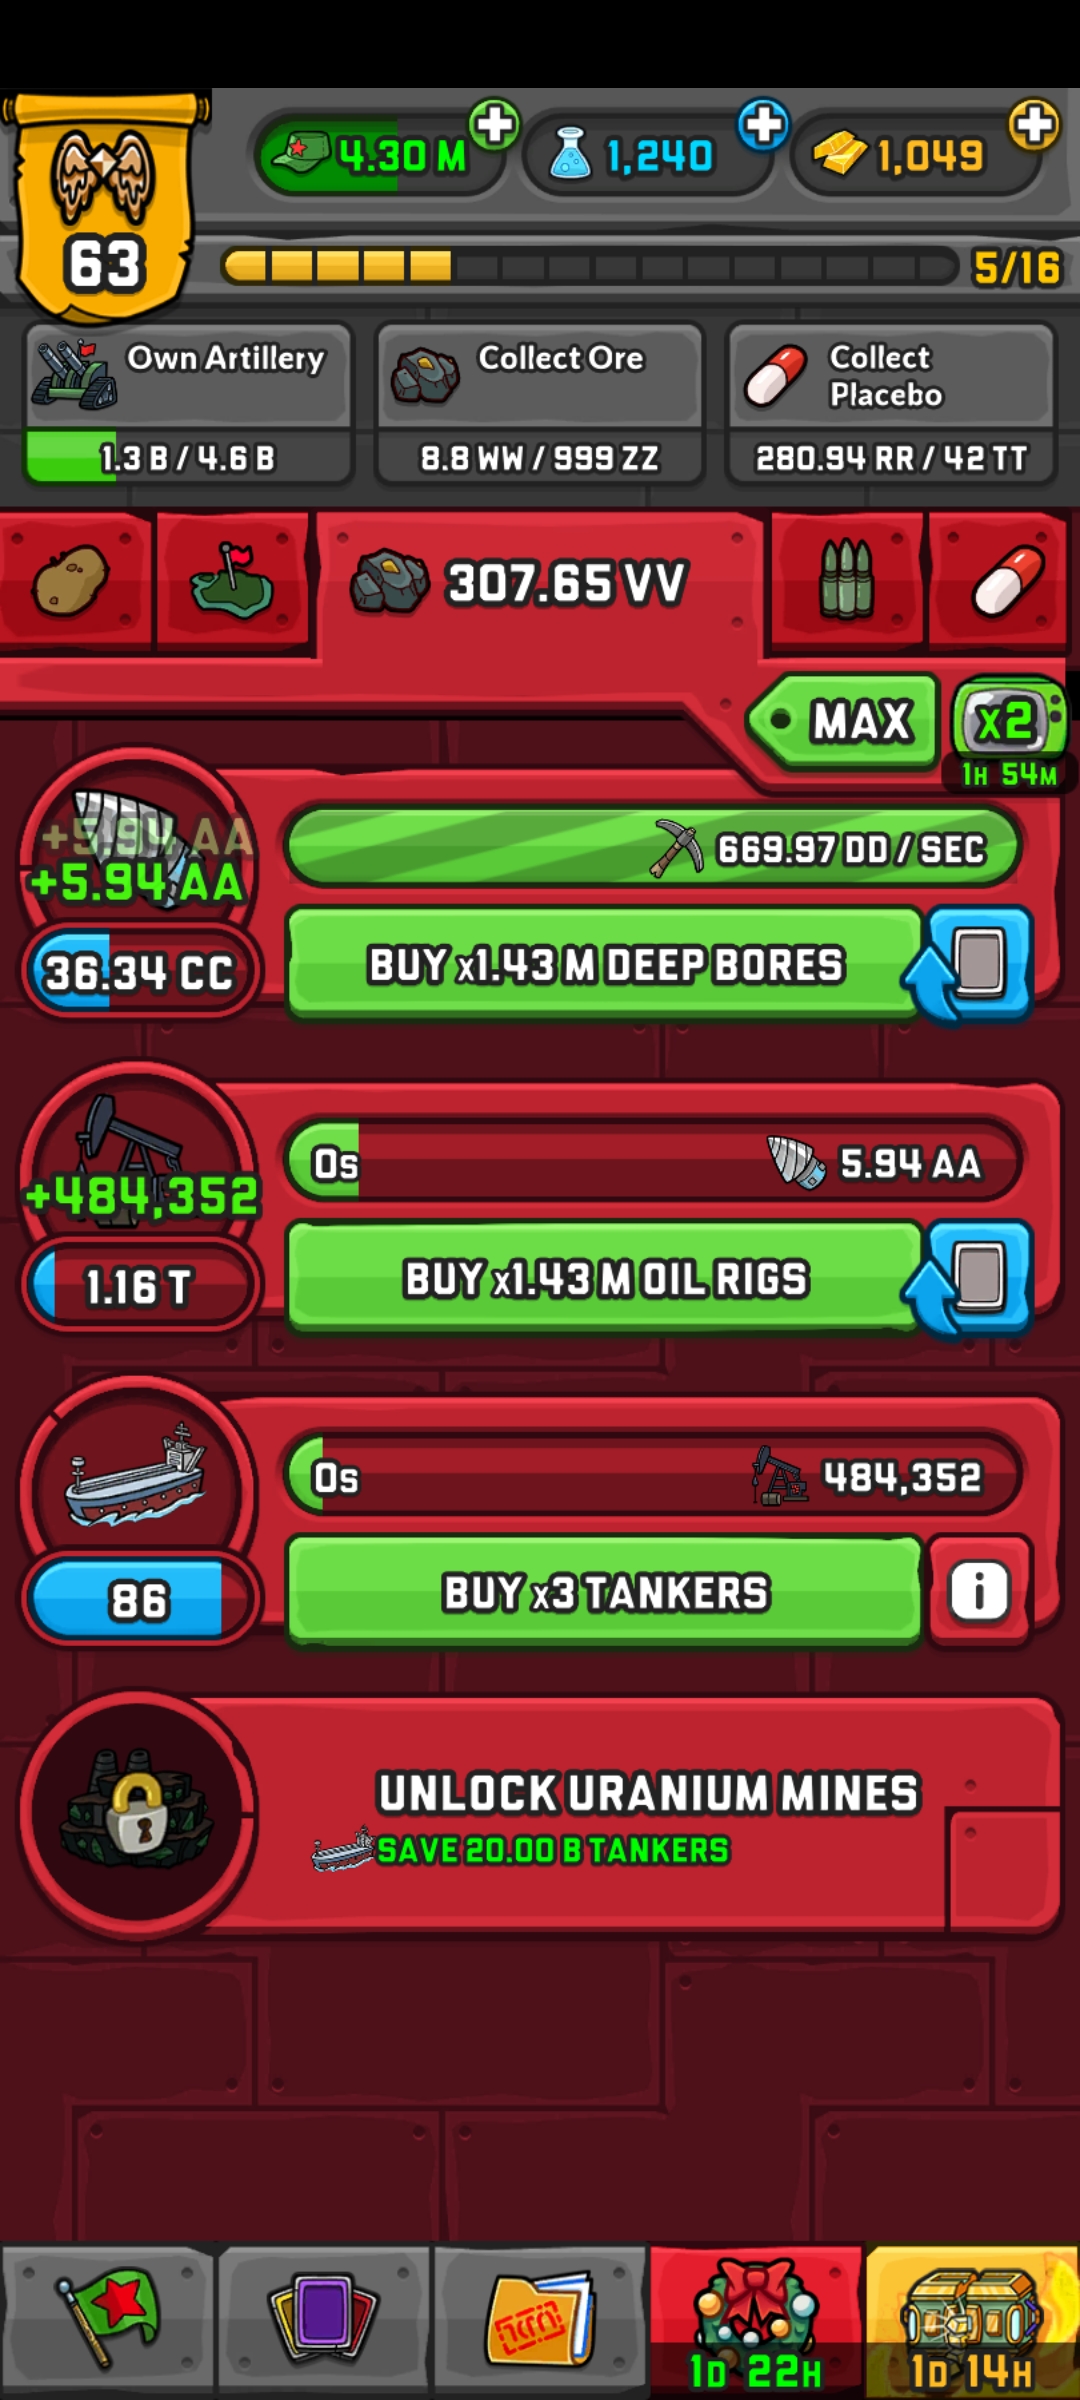 4.30 M
1,240
1,049
63
5/16
Own Artillery
1.3 B / 4.6 B
Collect Ore
8.8 WW / 999 ZZ
Collect
Placebo
280.94 RR / 42 TT
307.65 VV
MAX
x2
1H 54M
+5.94 AA
+5.94 AA
669.97 DD / SEC
36.34 CC
BUY x1.43 M DEEP BORES
+484,352
0s
5.94 AA
1.16 T
BUY x1.43 M OIL RIGS
0s
484,352
86
BUY x3 TANKERS
i
UNLOCK URANIUM MINES
SAVE 20.00 B TANKERS
1D 22H
1D 14H